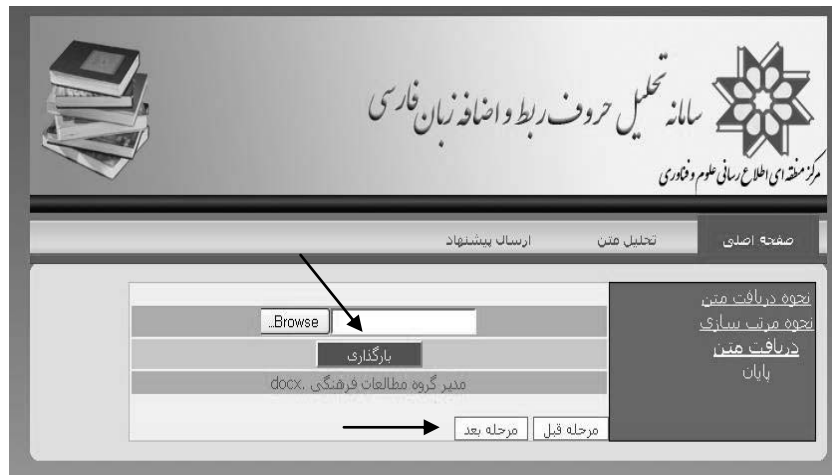 سامانه تحلیل حروف ربط و اضافه زبان فارسی
مرکز منطقه ای اطلاع رسانی علوم و فناوری
صفحه اصلی
تحلیل متن
ارسال پیشنهاد
نحوه دریافت متن
نحوه مرتب سازی
دریافت متن
پایان
Browse...
بارگذاری
مدیر گروه مطالعات فرهنگی .docx
مرحله قبل
مرحله بعد